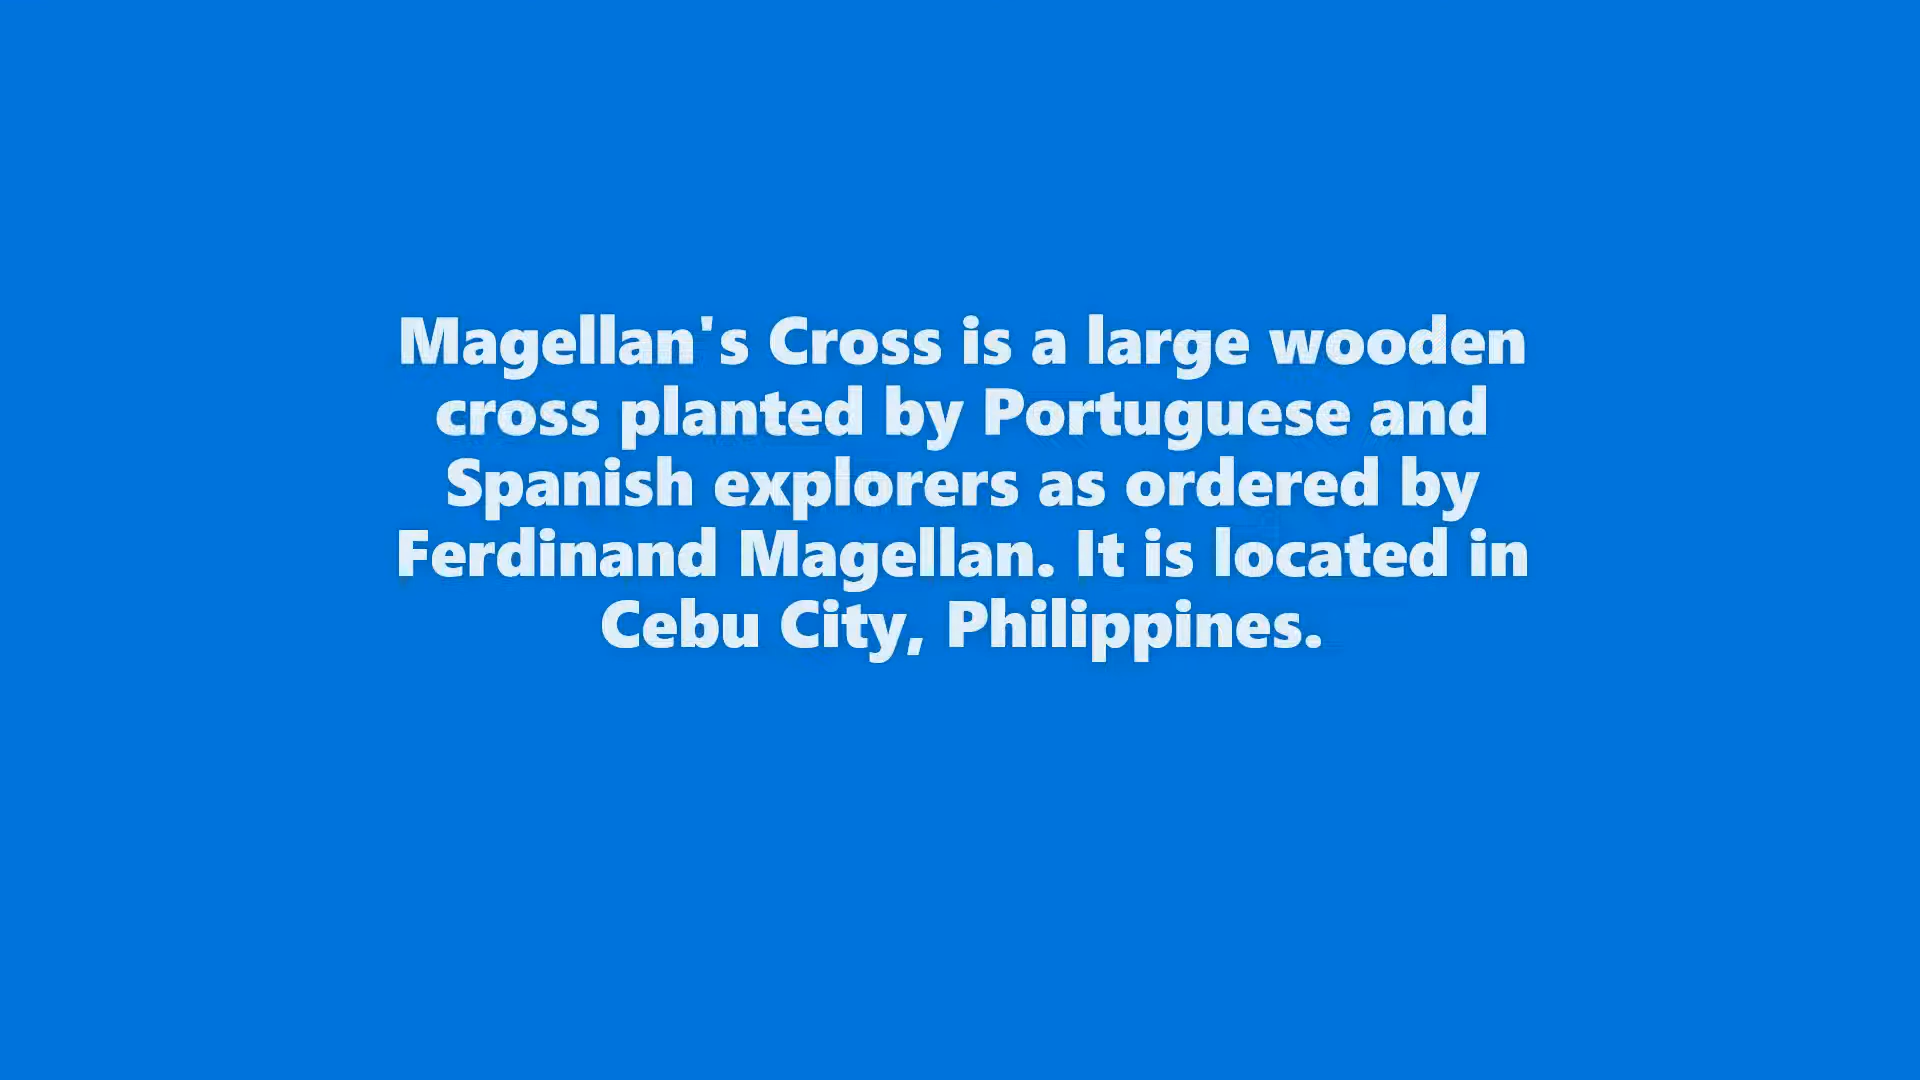 Magellan's Cross is a large wooden
cross planted by Portuguese and
Spanish explorers as ordered by
Ferdinand Magellan. It is located in
Cebu City, Philippines.